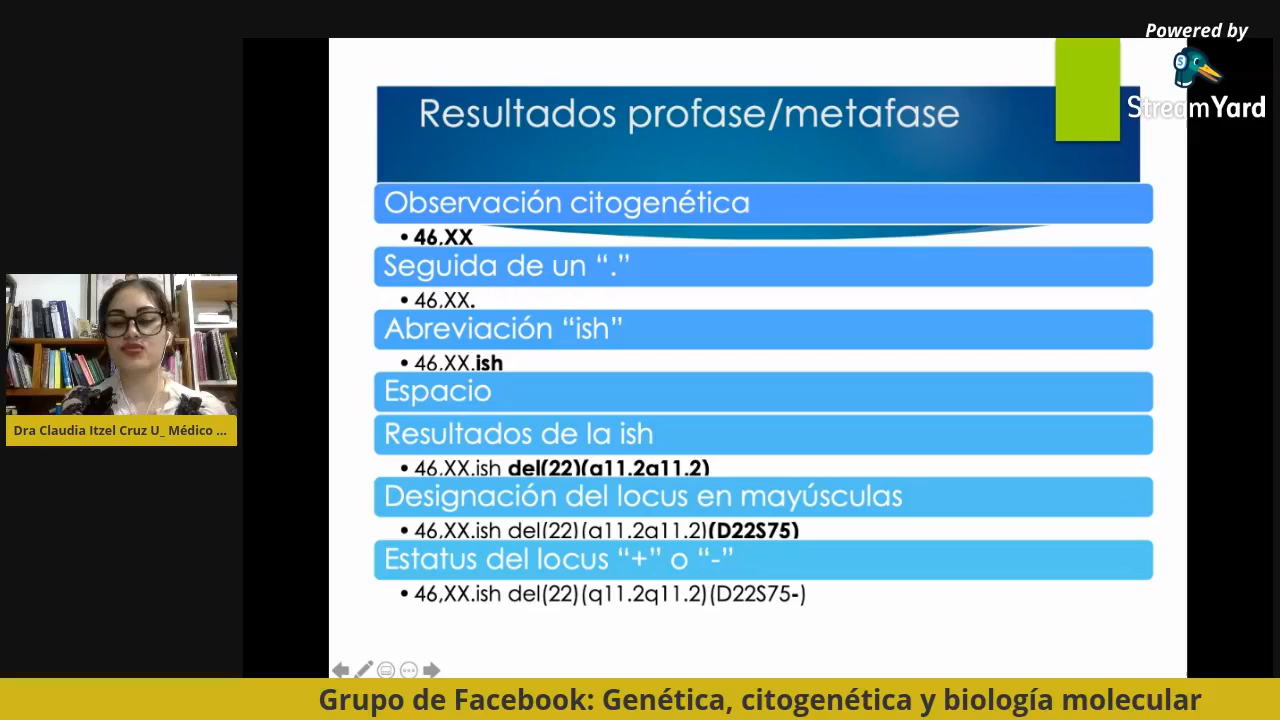 Powered by
StreamYard
Resultados profase/metafase
Observación citogenética
• 46,XX
Seguida de un “.”
• 46,XX.
Abreviación “ish”
• 46,XX.ish
Espacio
Resultados de la ish
• 46,XX.ish del(22)(q11.2q11.2)
Designación del locus en mayúsculas
• 46,XX.ish del(22)(q11.2q11.2)(D22S75)
Estatus del locus “+” o “-”
• 46,XX.ish del(22)(q11.2q11.2)(D22S75-)
Dra Claudia Itzel Cruz U_ Médico ...
Grupo de Facebook: Genética, citogenética y biología molecular